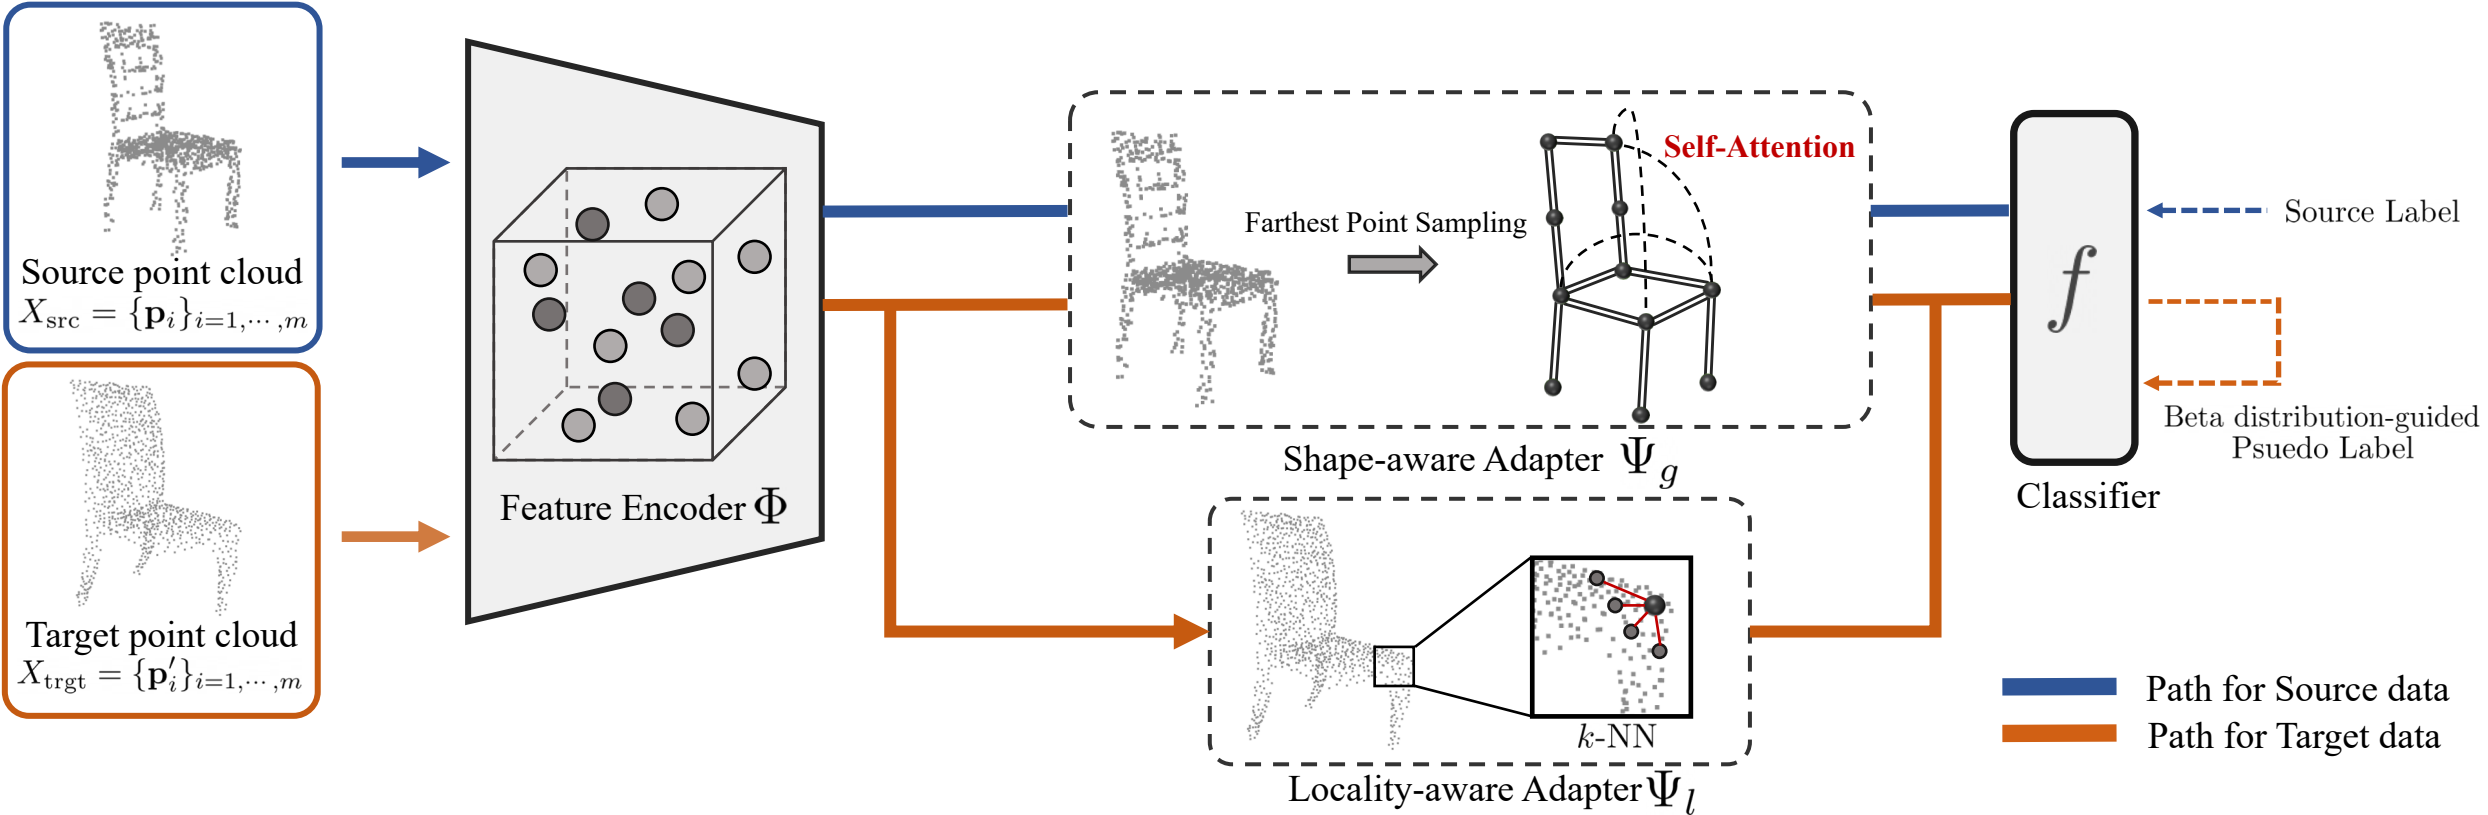 Source point cloud
X_src = {p_i}_{i=1,⋯,m}
Target point cloud
X_trgt = {p′_i}_{i=1,⋯,m}
Feature Encoder Φ
Farthest Point Sampling
Self-Attention
Shape-aware Adapter Ψ_g
k-NN
Locality-aware Adapter Ψ_l
f
Classifier
Source Label
Beta distribution-guided
Psuedo Label
Path for Source data
Path for Target data